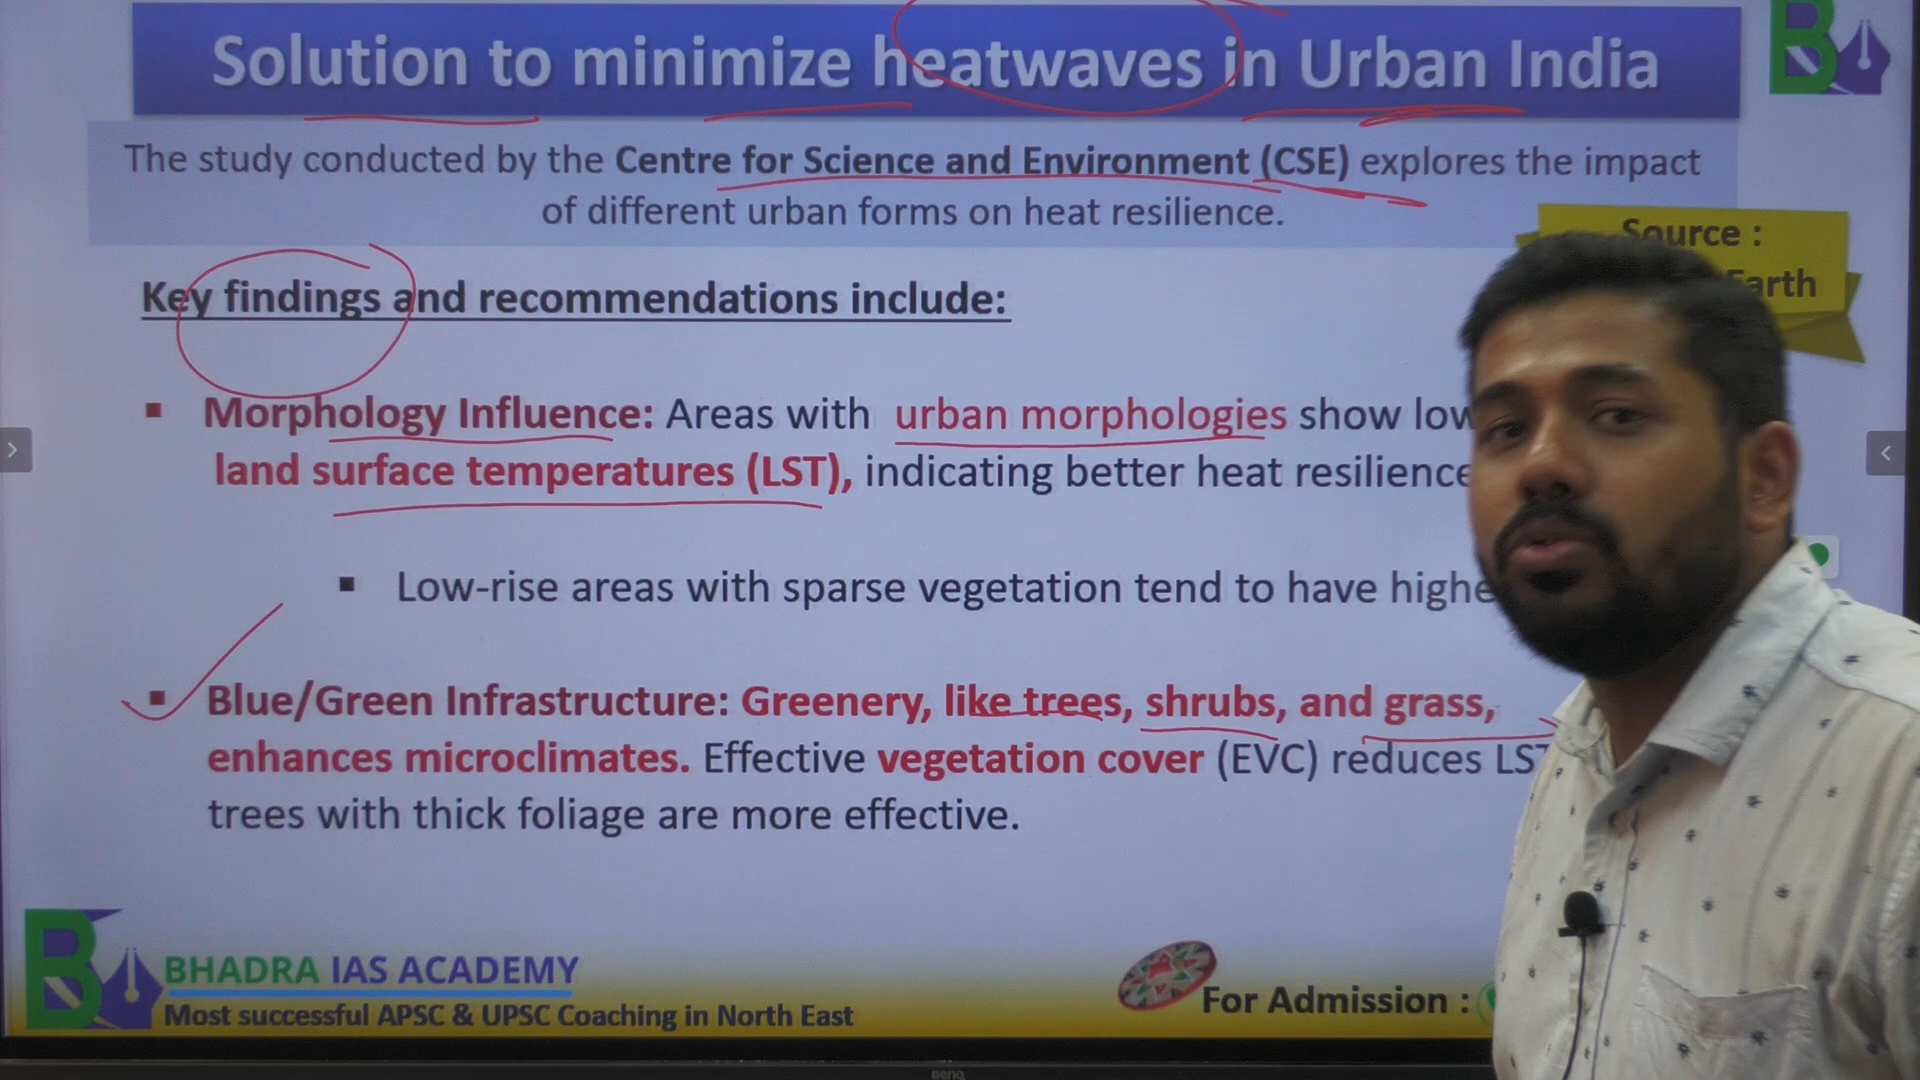 Solution to minimize heatwaves in Urban India
The study conducted by the Centre for Science and Environment (CSE) explores the impact
of different urban forms on heat resilience.
Source :
Earth
Key findings and recommendations include:
Morphology Influence: Areas with urban morphologies show
land surface temperatures (LST), indicating better heat resilience
Low-rise areas with sparse vegetation tend to have
Blue/Green Infrastructure: Greenery, like trees, shrubs, and grass,
enhances microclimates. Effective vegetation cover (EVC) reduces
trees with thick foliage are more effective.
B
B
BHADRA IAS ACADEMY
Most successful APSC & UPSC Coaching in North East
For Admission :
BenQ